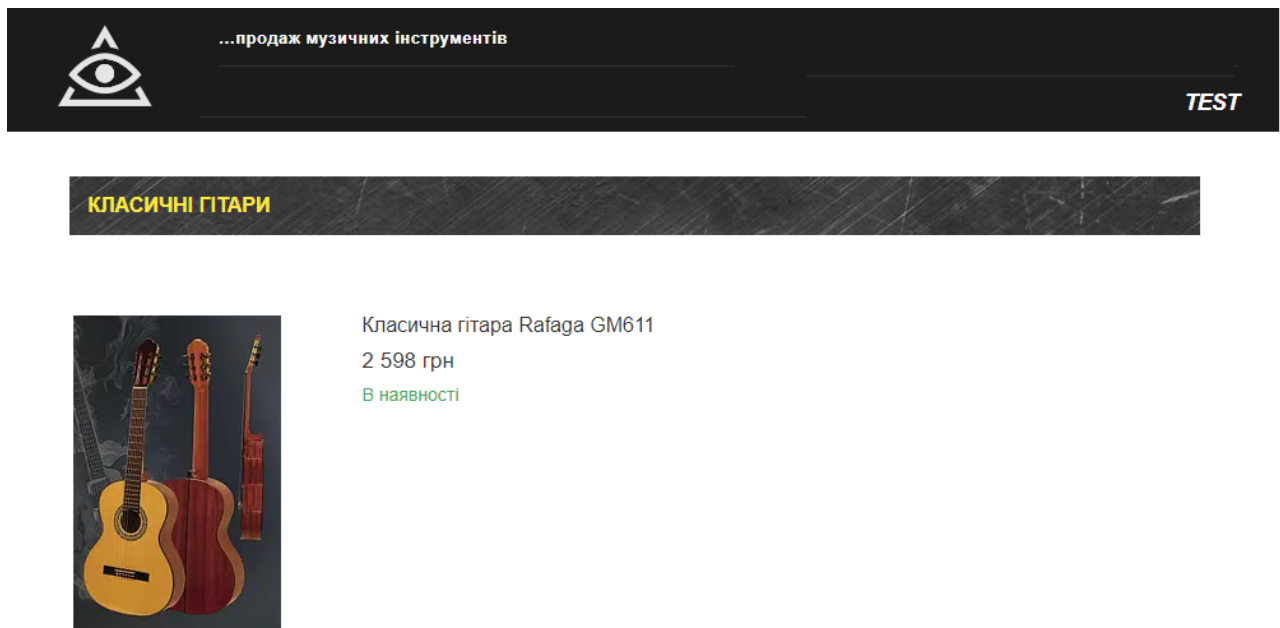 ...продаж музичних інструментів
TEST
КЛАСИЧНІ ГІТАРИ
Класична гітара Rafaga GM611
2 598 грн
В наявності